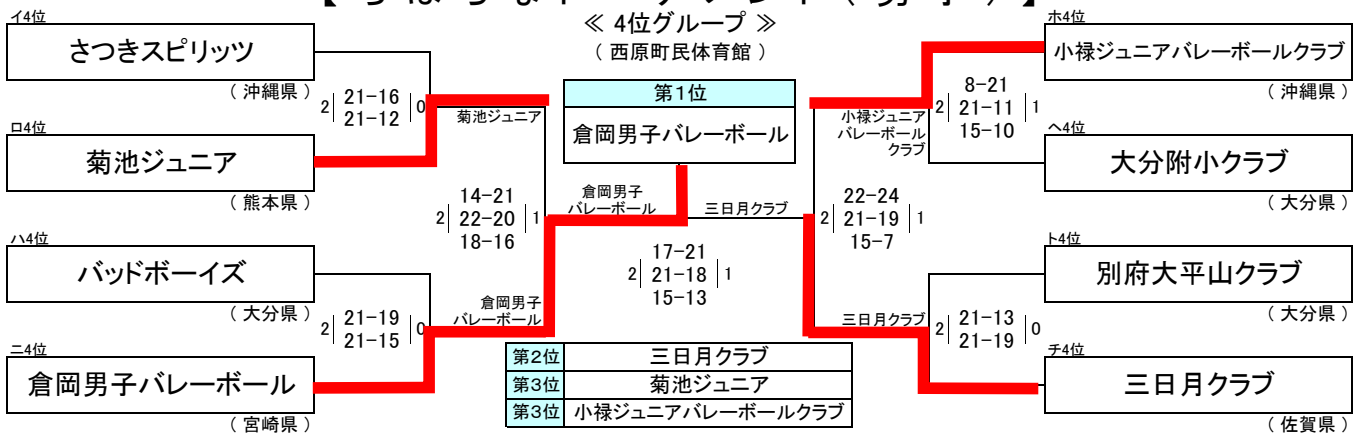 ≪ 4位グループ ≫
（ 西原町民体育館 ）
イ4位
さつきスピリッツ
（ 沖縄県 ）
2 21-16 0
21-12
ロ4位
菊池ジュニア
（ 熊本県 ）
菊池ジュニア
14-21
2 22-20 1
18-16
ハ4位
バッドボーイズ
（ 大分県 ）
2 21-19 0
21-15
ニ4位
倉岡男子バレーボール
（ 宮崎県 ）
倉岡男子
バレーボール
第1位
倉岡男子バレーボール
倉岡男子
バレーボール
三日月クラブ
17-21
2 21-18 1
15-13
第2位 三日月クラブ
第3位 菊池ジュニア
第3位 小禄ジュニアバレーボールクラブ
ホ4位
小禄ジュニアバレーボールクラブ
（ 沖縄県 ）
8-21
2 21-11 1
15-10
小禄ジュニア
バレーボール
クラブ
ヘ4位
大分附小クラブ
（ 大分県 ）
22-24
2 21-19 1
15-7
ト4位
別府大平山クラブ
（ 大分県 ）
三日月クラブ
2 21-13 0
21-19
チ4位
三日月クラブ
（ 佐賀県 ）